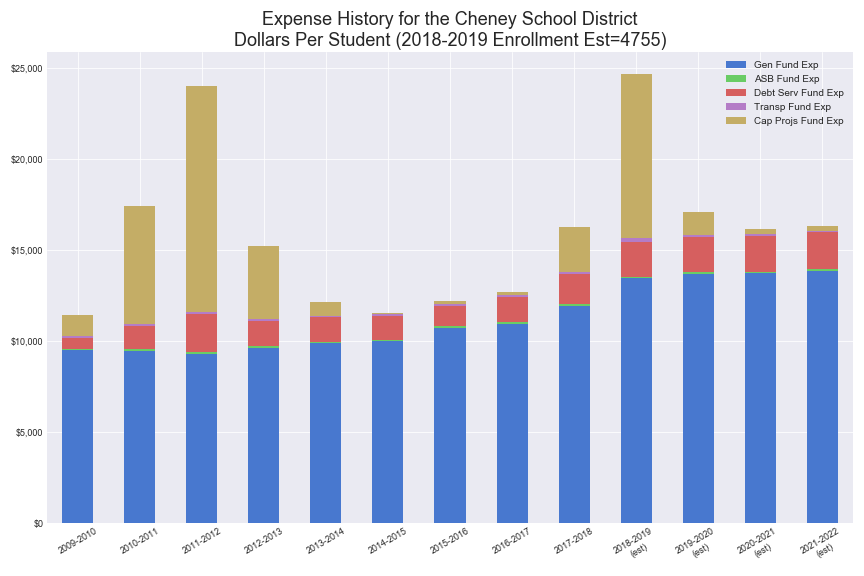 Expense History for the Cheney School District
Dollars Per Student (2018-2019 Enrollment Est=4755)
$25,000
$20,000
$15,000
$10,000
$5,000
$0
Gen Fund Exp
ASB Fund Exp
Debt Serv Fund Exp
Transp Fund Exp
Cap Projs Fund Exp
2009-2010
2010-2011
2011-2012
2012-2013
2013-2014
2014-2015
2015-2016
2016-2017
2017-2018
2018-2019
(est)
2019-2020
(est)
2020-2021
(est)
2021-2022
(est)